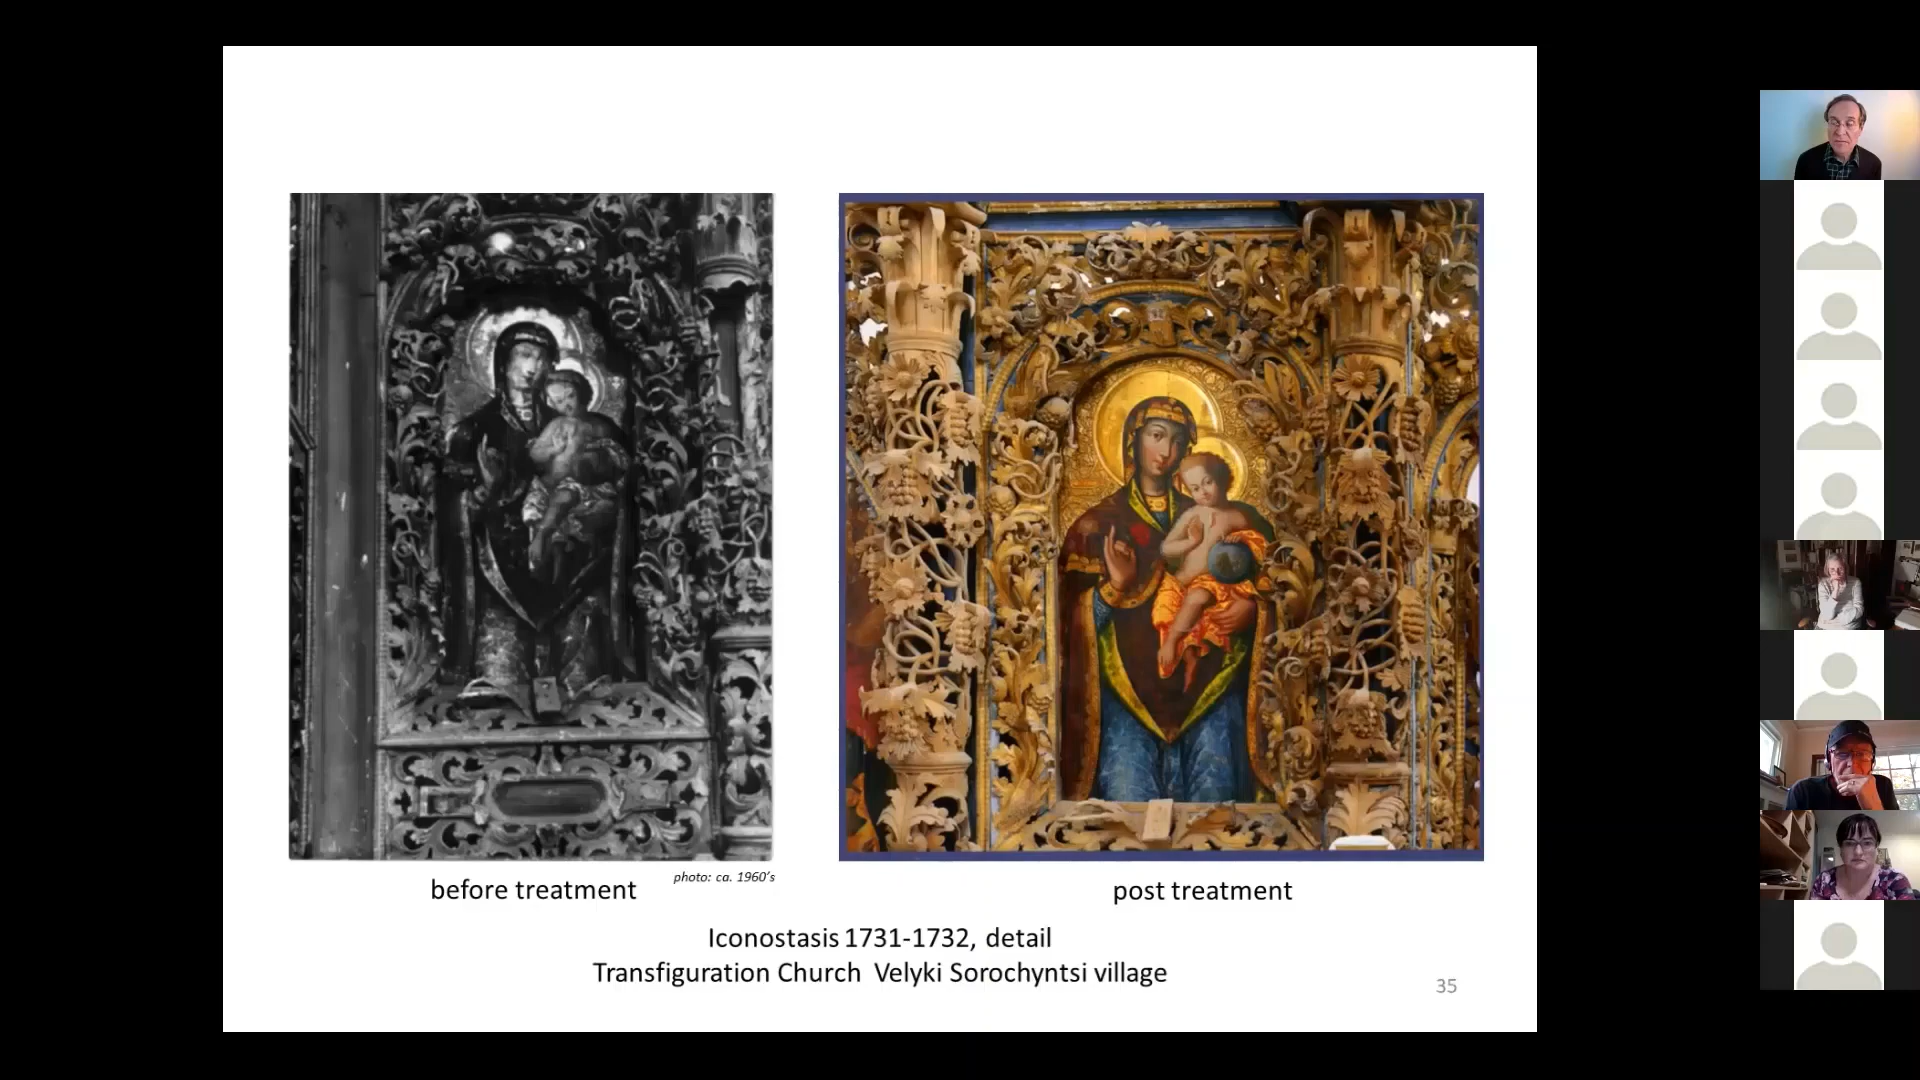 photo: ca. 1960's
before treatment
post treatment
Iconostasis 1731-1732, detail
Transfiguration Church Velyki Sorochyntsi village
35